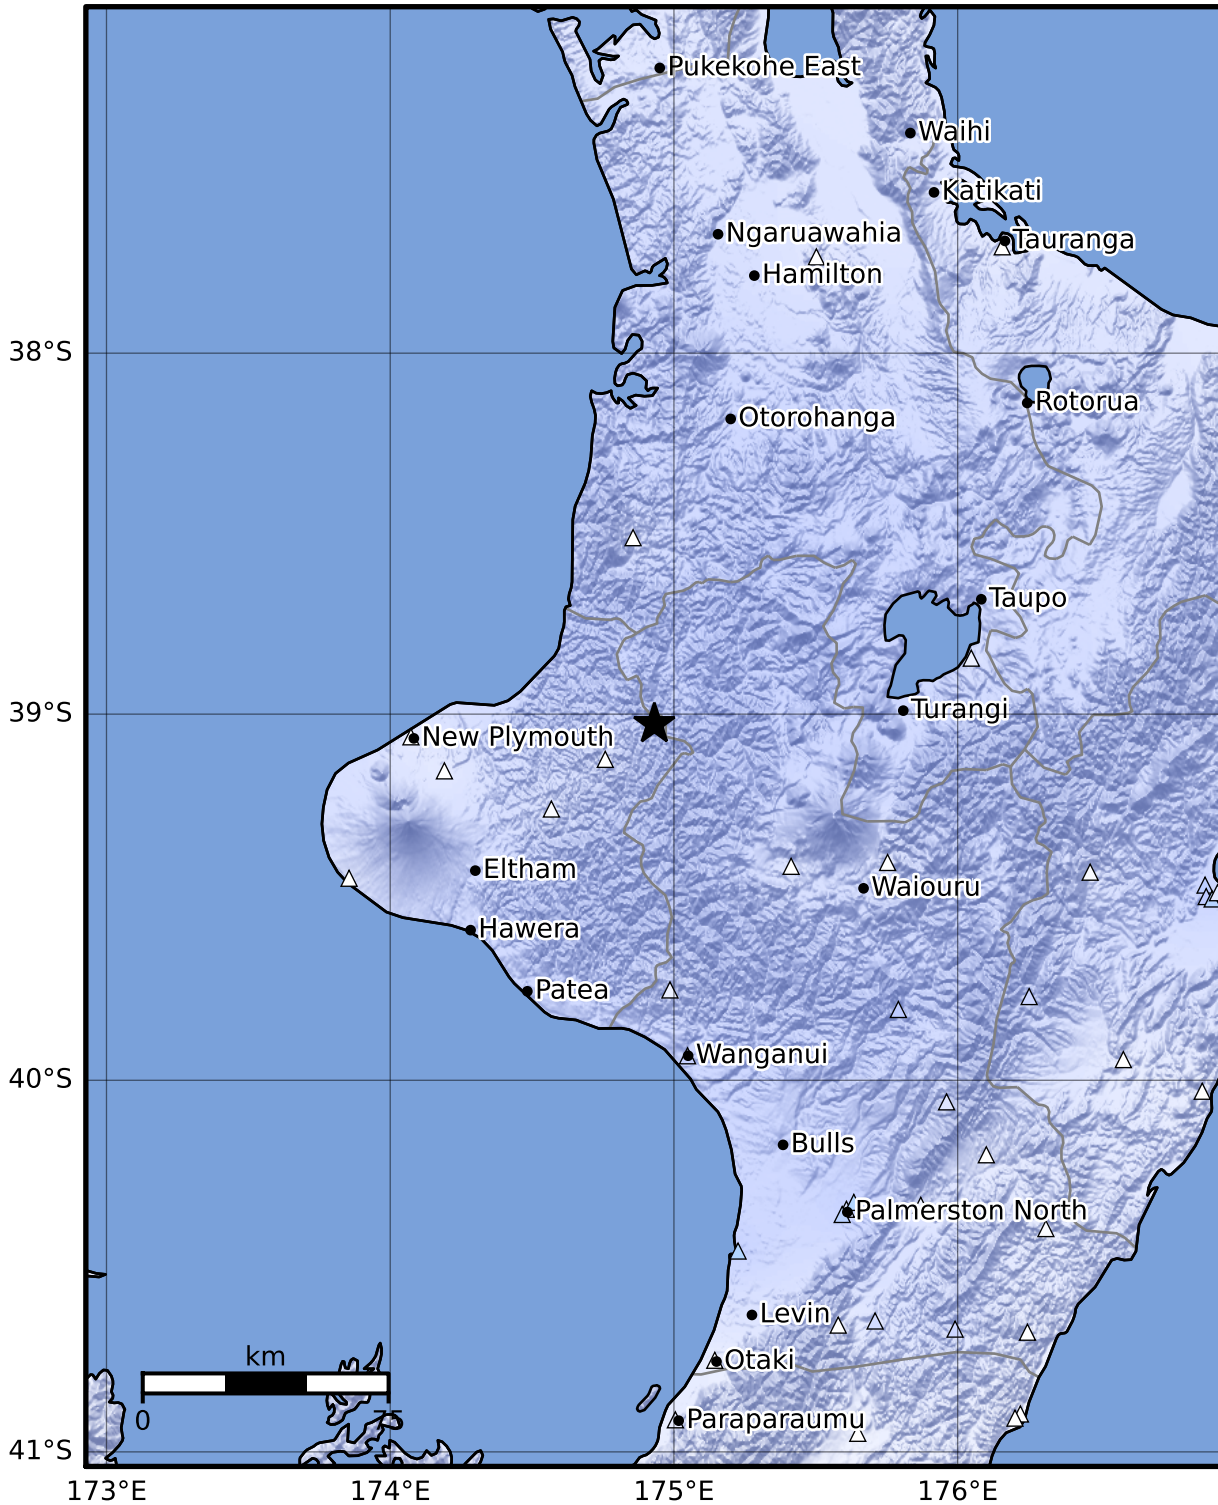 Pukekohe East
Waihi
Katikati
Ngaruawahia
Tauranga
Hamilton
38°S
Rotorua
Otorohanga
Taupo
39°S
Turangi
New Plymouth
Eltham
Waiouru
Hawera
Patea
Wanganui
40°S
Bulls
Palmerston North
Levin
km
Otaki
0
75
Paraparaumu
41°S
173°E
174°E
175°E
176°E